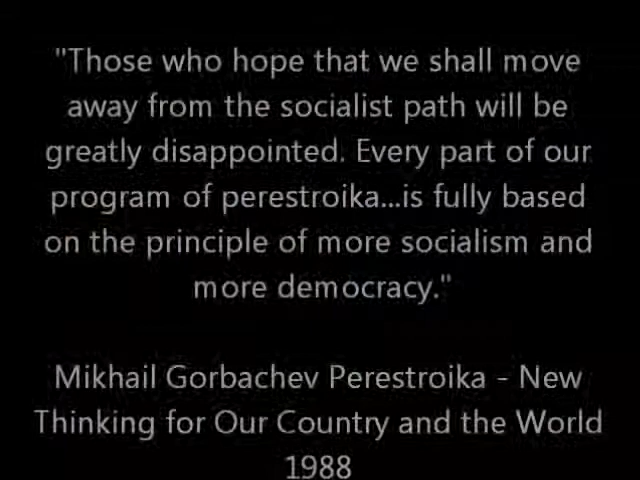 "Those who hope that we shall move
away from the socialist path will be
greatly disappointed. Every part of our
program of perestroika...is fully based
on the principle of more socialism and
more democracy."
Mikhail Gorbachev Perestroika - New
Thinking for Our Country and the World
1988